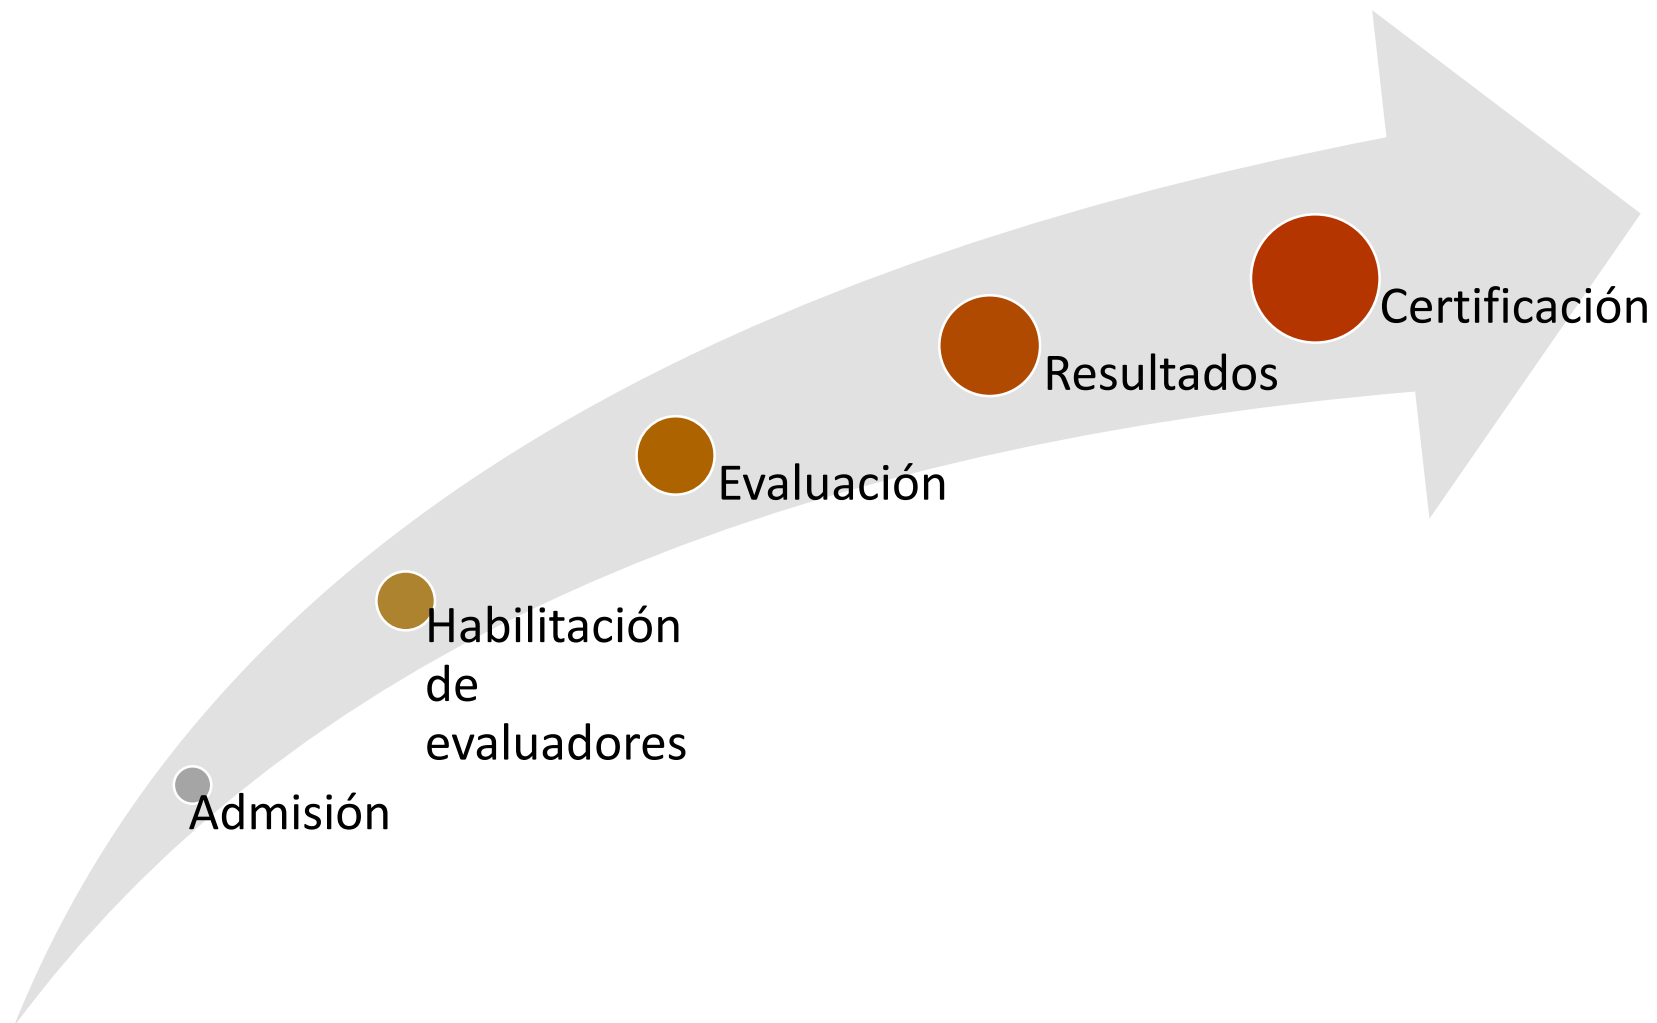 Certificación
Resultados
Evaluación
Habilitación
de
evaluadores
Admisión